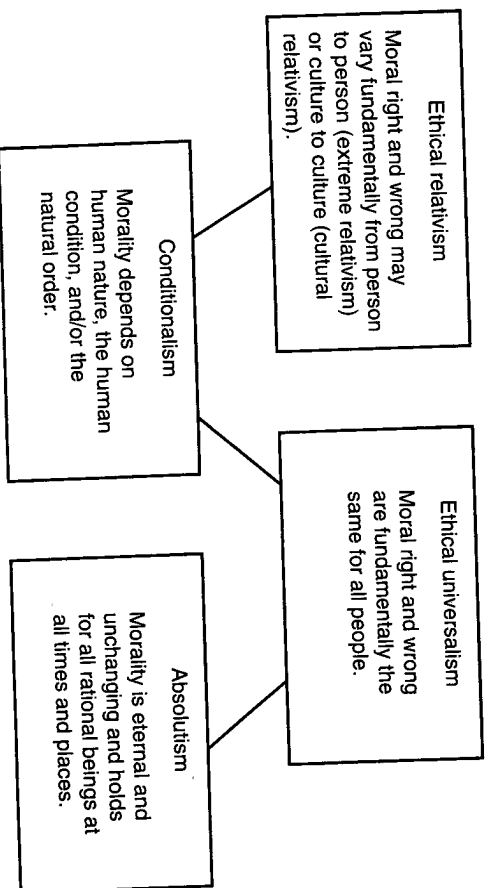 Ethical relativism
Moral right and wrong may
vary fundamentally from person
to person (extreme relativism)
or culture to culture (cultural
relativism).
Ethical universalism
Moral right and wrong
are fundamentally the
same for all people.
Conditionalism
Morality depends on
human nature, the human
condition, and/or the
natural order.
Absolutism
Morality is eternal and
unchanging and holds
for all rational beings at
all times and places.